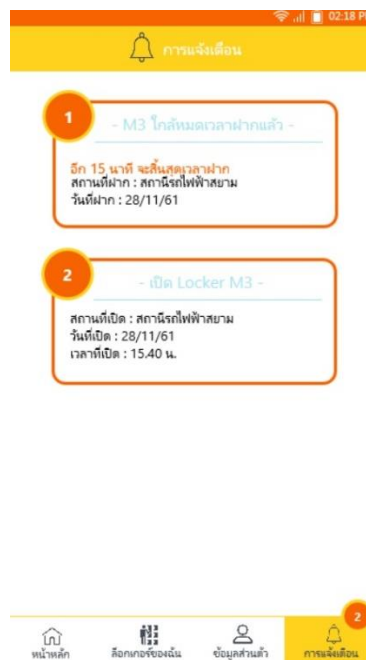 02:18 P
การแจ้งเตือน
1
- M3 ใกล้หมดเวลาฝากแล้ว -
อีก 15 นาที จะสิ้นสุดเวลาฝาก
สถานที่ฝาก : สถานีรถไฟฟ้าสยาม
วันที่ฝาก : 28/11/61
2
- เปิด Locker M3 -
สถานที่เปิด : สถานีรถไฟฟ้าสยาม
วันที่เปิด : 28/11/61
เวลาที่เปิด : 15.40 น.
2
หน้าหลัก ล็อกเกอร์ของฉัน ข้อมูลส่วนตัว การแจ้งเตือน